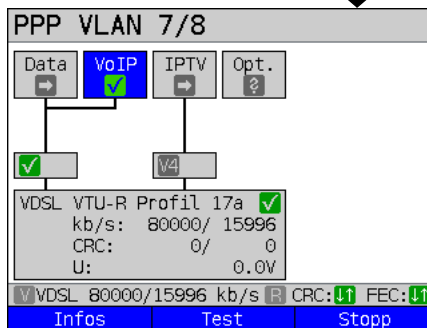 PPP VLAN 7/8
Data VoIP IPTV Opt.
V4
VDSL VTU-R Profil 17a
kb/s: 80000/ 15996
CRC: 0/ 0
U: 0.0V
V VDSL 80000/15996 kb/s R CRC: FEC:
Infos Test Stopp